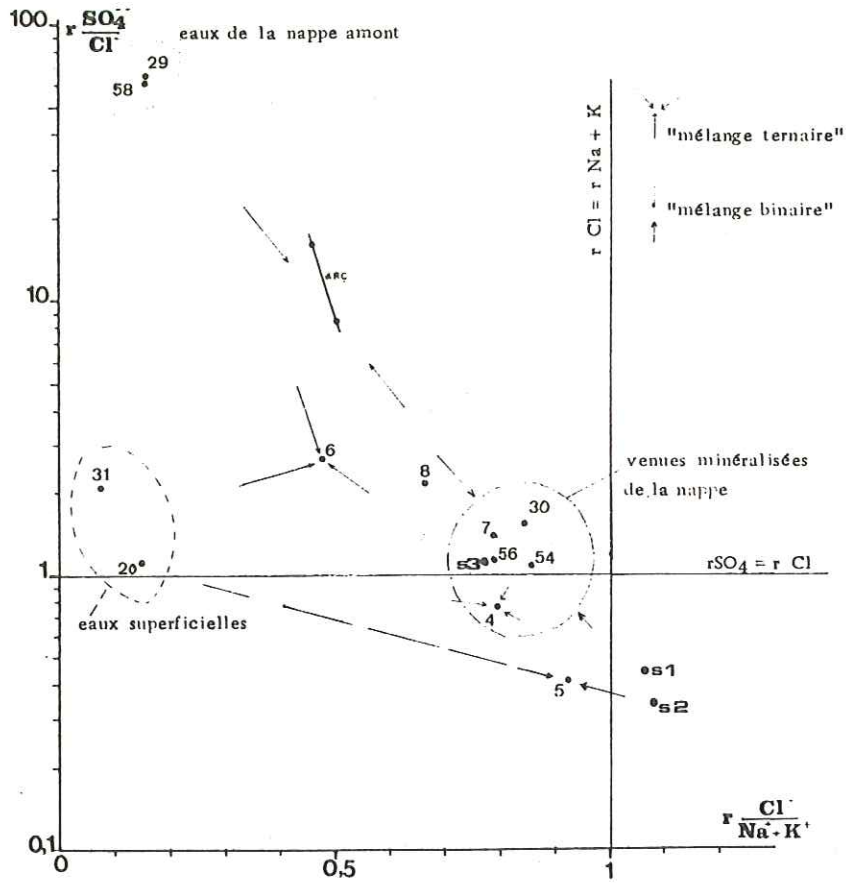 100
r SO₄⁻⁻ / Cl⁻
eaux de la nappe amont
29
58
r Cl = r Na + K
"mélange ternaire"
"mélange binaire"
ARÇ
10
6
8
31
venues minéralisées
de la nappe
30
7
56
s3
54
20
1
rSO₄ = r Cl
4
eaux superficielles
s1
5
s2
r Cl⁻ / Na⁺+K⁺
0,1
0
0,5
1